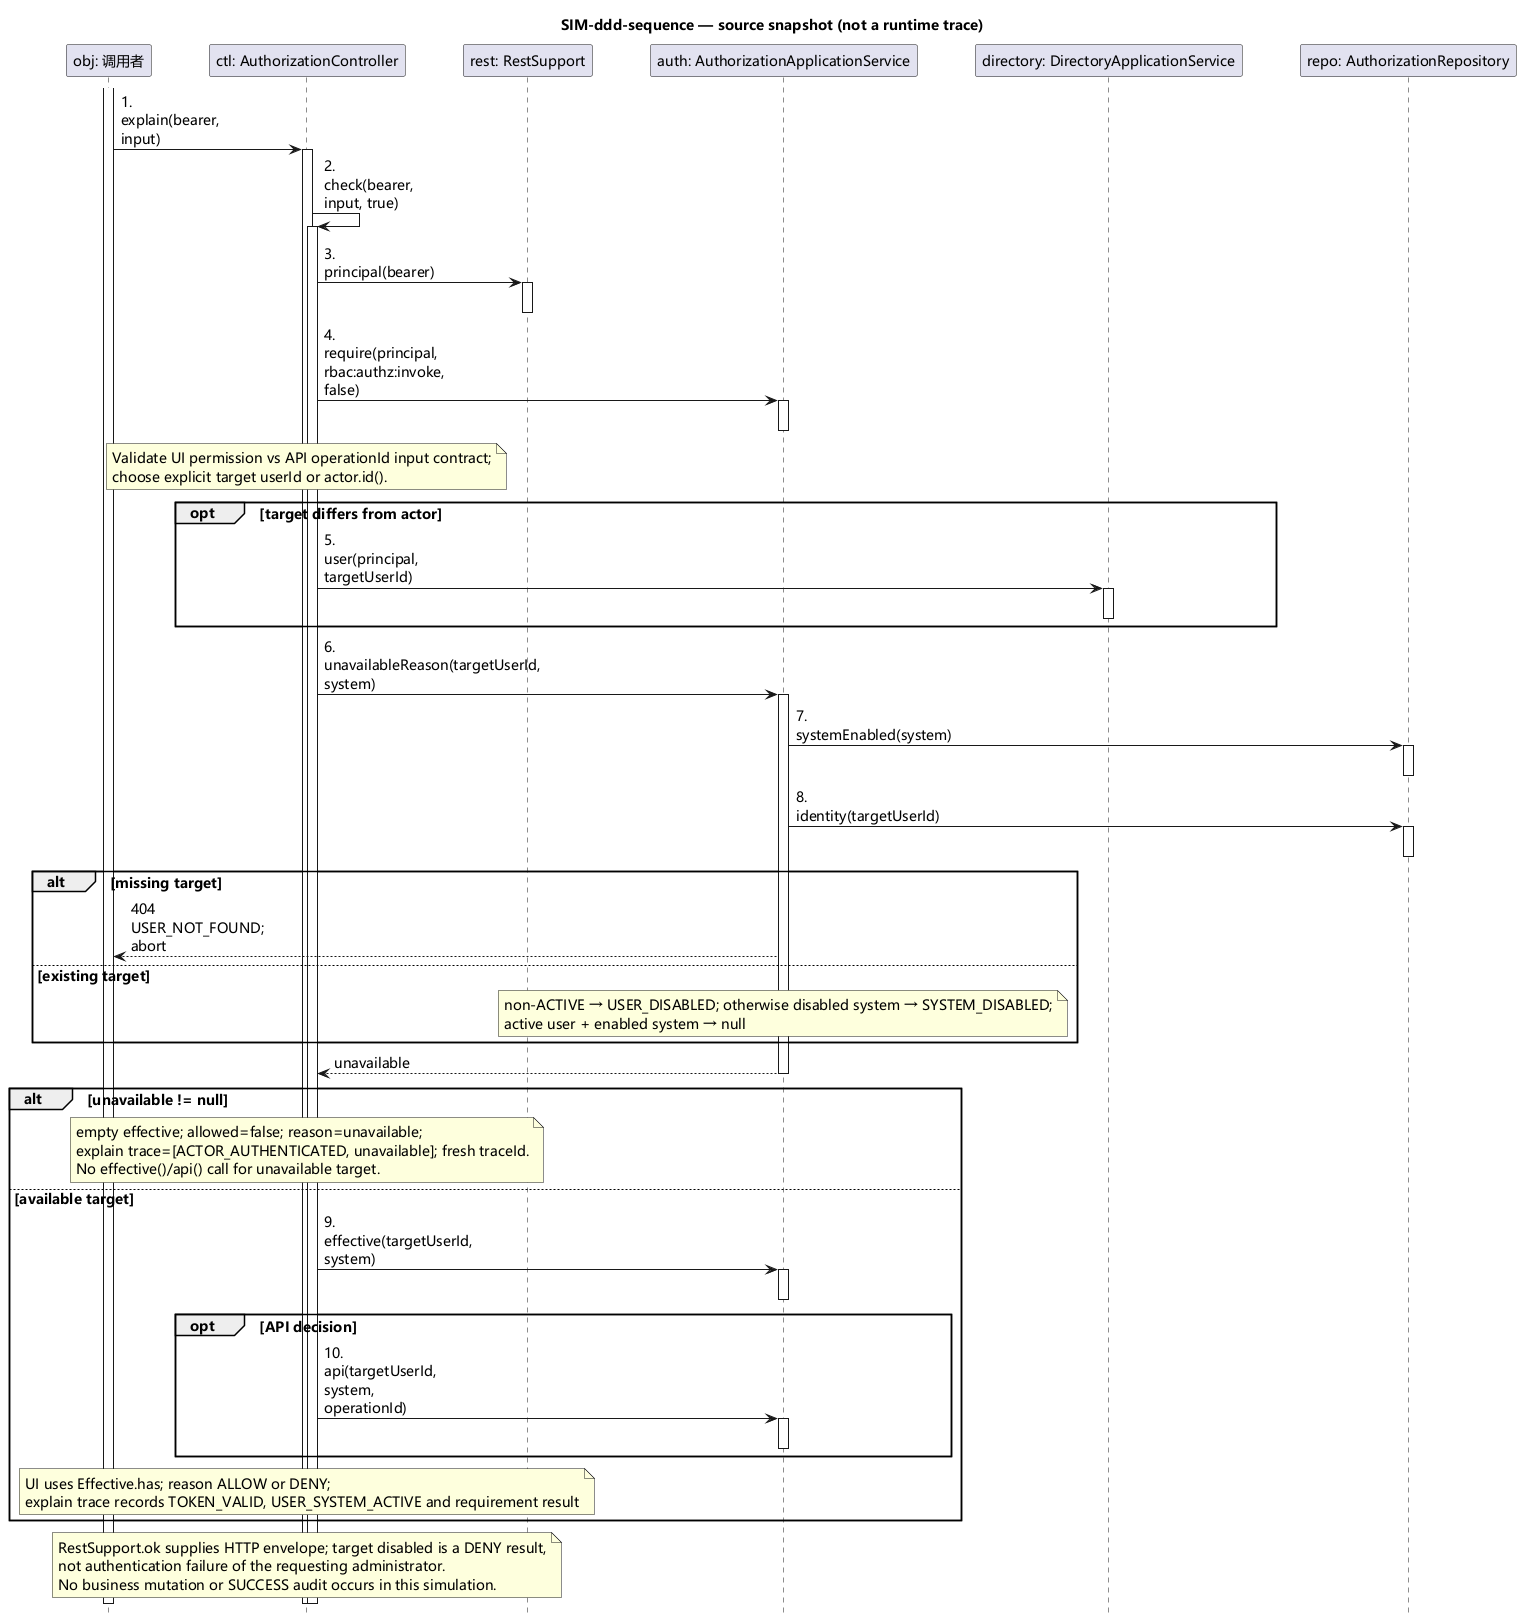 SIM-ddd-sequence — source snapshot (not a runtime trace)
obj: 调用者
ctl: AuthorizationController
rest: RestSupport
auth: AuthorizationApplicationService
directory: DirectoryApplicationService
repo: AuthorizationRepository
1.
explain(bearer,
input)
2.
check(bearer,
input, true)
3.
principal(bearer)
4.
require(principal,
rbac:authz:invoke,
false)
Validate UI permission vs API operationId input contract;
choose explicit target userId or actor.id().
opt
[target differs from actor]
5.
user(principal,
targetUserId)
6.
unavailableReason(targetUserId,
system)
7.
systemEnabled(system)
8.
identity(targetUserId)
alt
[missing target]
404
USER_NOT_FOUND;
abort
[existing target]
non-ACTIVE → USER_DISABLED; otherwise disabled system → SYSTEM_DISABLED;
active user + enabled system → null
unavailable
alt
[unavailable != null]
empty effective; allowed=false; reason=unavailable;
explain trace=[ACTOR_AUTHENTICATED, unavailable]; fresh traceId.
No effective()/api() call for unavailable target.
[available target]
9.
effective(targetUserId,
system)
opt
[API decision]
10.
api(targetUserId,
system,
operationId)
UI uses Effective.has; reason ALLOW or DENY;
explain trace records TOKEN_VALID, USER_SYSTEM_ACTIVE and requirement result
RestSupport.ok supplies HTTP envelope; target disabled is a DENY result,
not authentication failure of the requesting administrator.
No business mutation or SUCCESS audit occurs in this simulation.